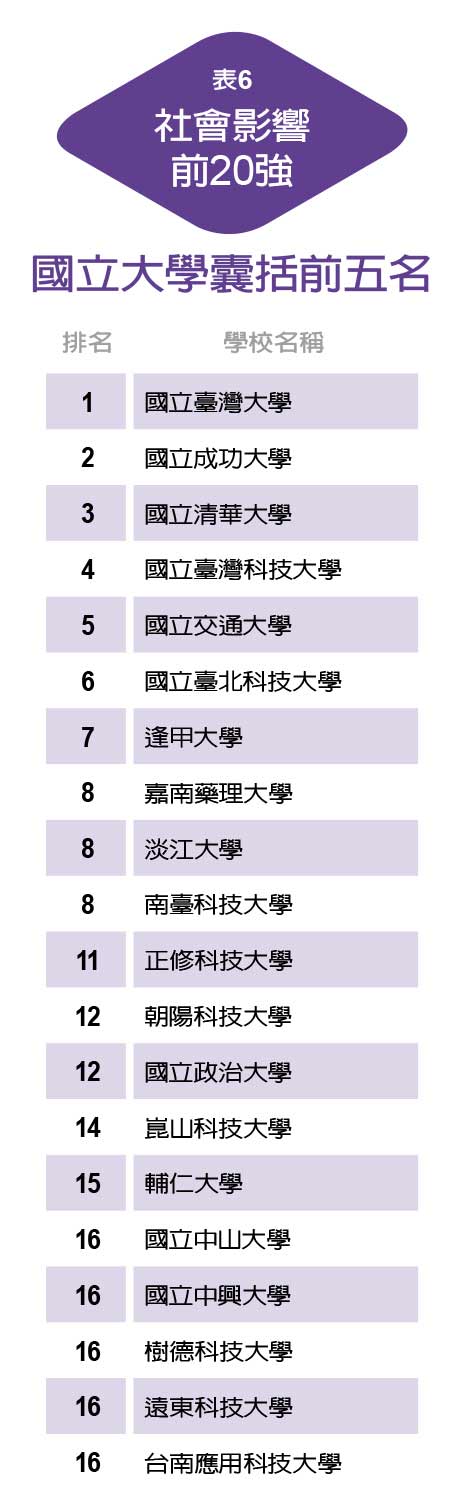 表6
社會影響
前20強
國立大學囊括前五名
排名 學校名稱
1 國立臺灣大學
2 國立成功大學
3 國立清華大學
4 國立臺灣科技大學
5 國立交通大學
6 國立臺北科技大學
7 逢甲大學
8 嘉南藥理大學
8 淡江大學
8 南臺科技大學
11 正修科技大學
12 朝陽科技大學
12 國立政治大學
14 崑山科技大學
15 輔仁大學
16 國立中山大學
16 國立中興大學
16 樹德科技大學
16 遠東科技大學
16 台南應用科技大學